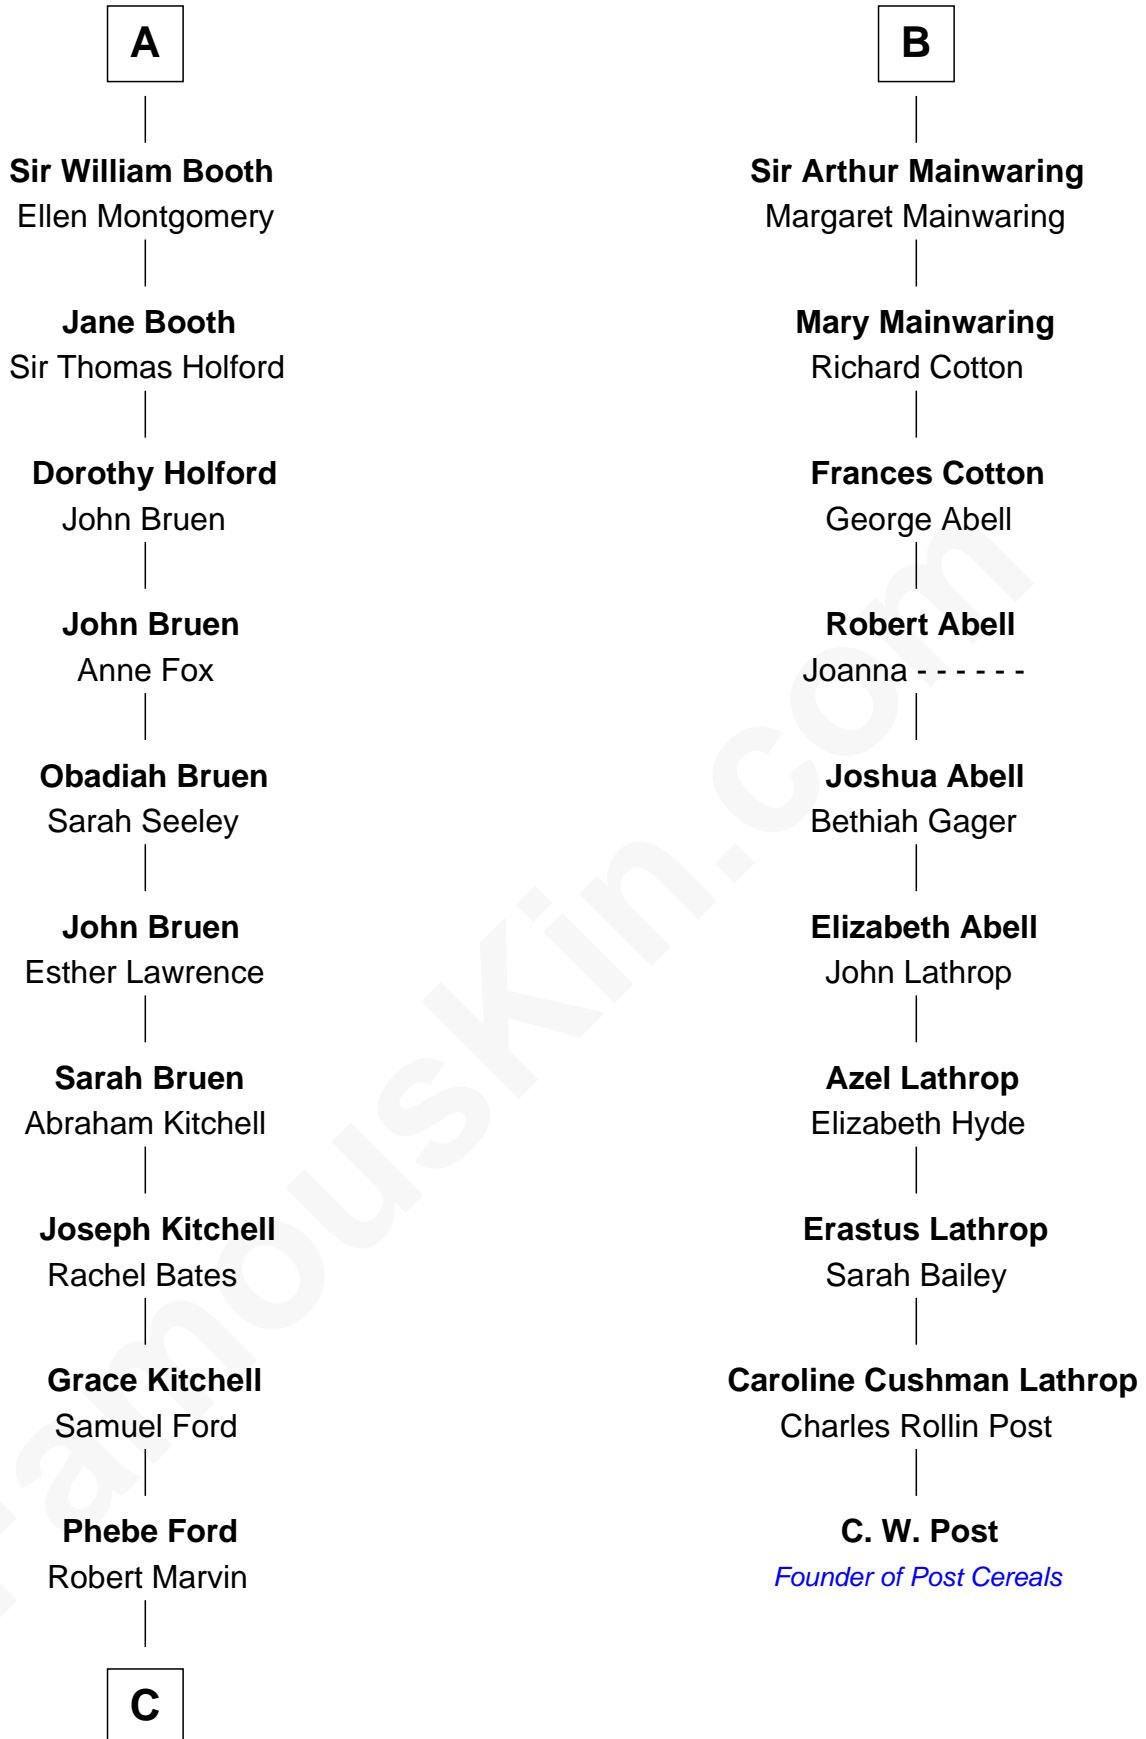 A
Sir William Booth
Ellen Montgomery
Jane Booth
Sir Thomas Holford
Dorothy Holford
John Bruen
John Bruen
Anne Fox
Obadiah Bruen
Sarah Seeley
John Bruen
Esther Lawrence
Sarah Bruen
Abraham Kitchell
Joseph Kitchell
Rachel Bates
Grace Kitchell
Samuel Ford
Phebe Ford
Robert Marvin
C
B
Sir Arthur Mainwaring
Margaret Mainwaring
Mary Mainwaring
Richard Cotton
Frances Cotton
George Abell
Robert Abell
Joanna - - - - - -
Joshua Abell
Bethiah Gager
Elizabeth Abell
John Lathrop
Azel Lathrop
Elizabeth Hyde
Erastus Lathrop
Sarah Bailey
Caroline Cushman Lathrop
Charles Rollin Post
C. W. Post
Founder of Post Cereals
FamousKin.com